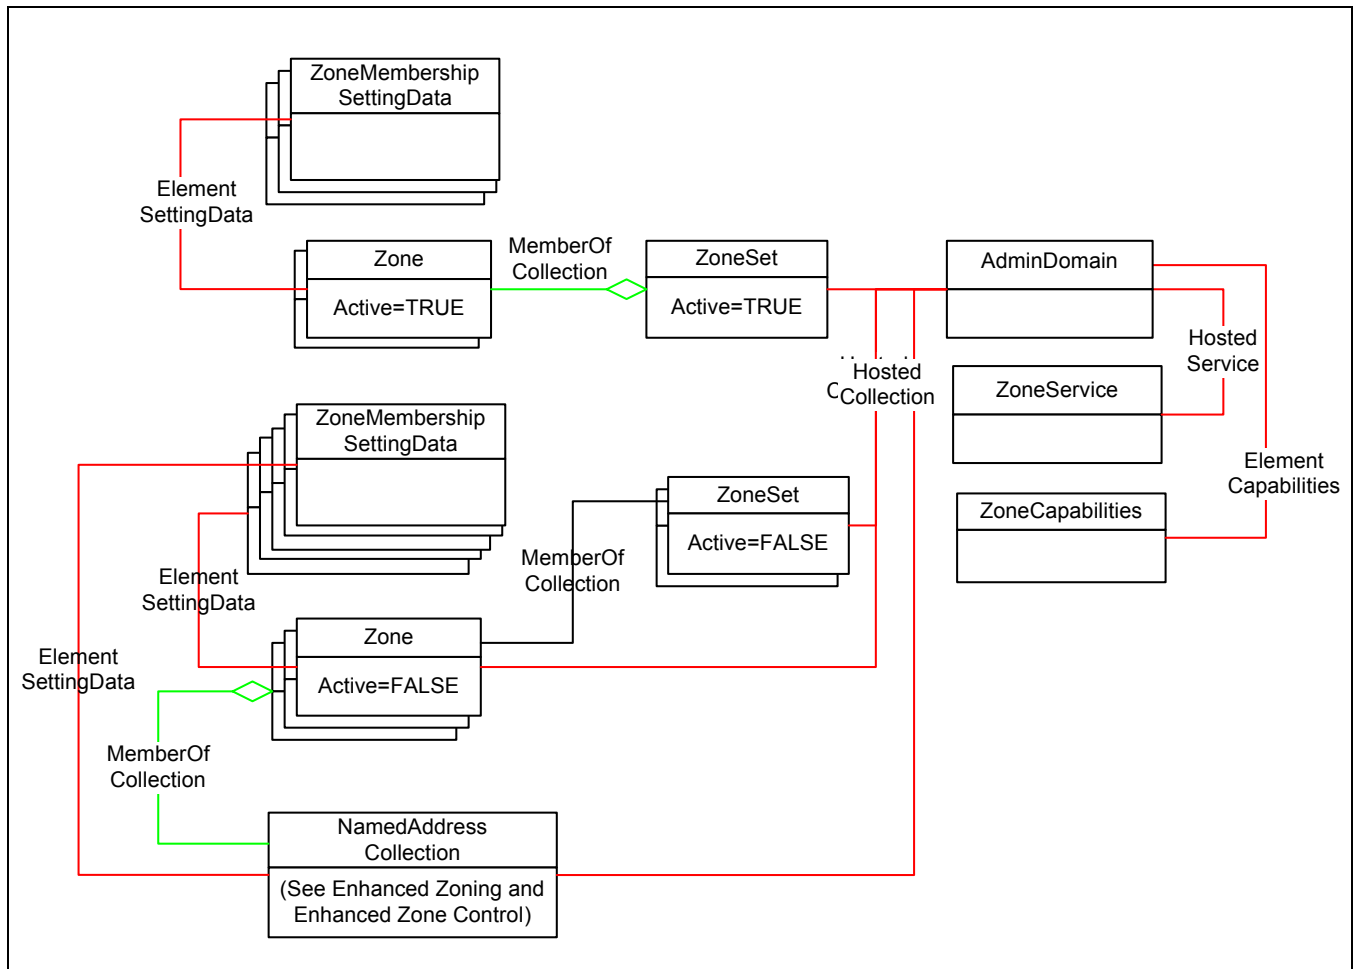 ZoneMembership
SettingData
Element
SettingData
Zone
Active=TRUE
MemberOf
Collection
ZoneSet
Active=TRUE
AdminDomain
Hosted
Service
Hosted
Collection
ZoneService
ZoneMembership
SettingData
Element
Capabilities
ZoneSet
Active=FALSE
ZoneCapabilities
MemberOf
Collection
Element
SettingData
Zone
Active=FALSE
Element
SettingData
MemberOf
Collection
NamedAddress
Collection
(See Enhanced Zoning and
Enhanced Zone Control)